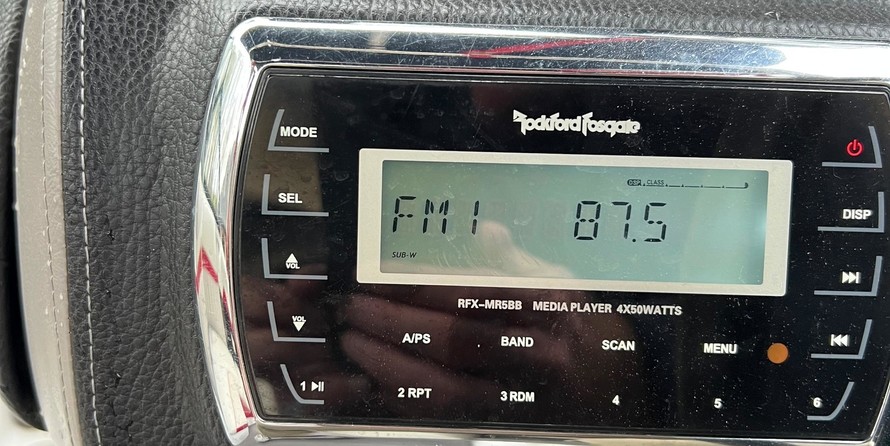 Rockford Fosgate
MODE
DSP CLASS
SEL
DISP
FM1 87.5
SUB-W
VOL
RFX-MR5BB MEDIA PLAYER 4X50WATTS
VOL
A/PS BAND SCAN MENU
1 2 RPT 3 RDM 4 5 6